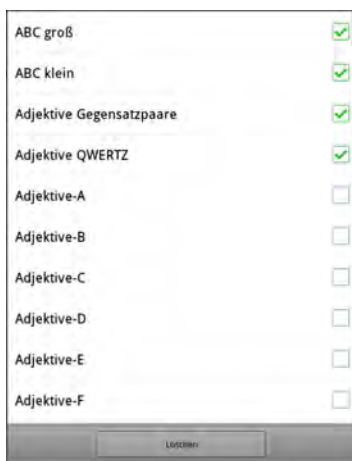 ABC groß
ABC klein
Adjektive Gegensatzpaare
Adjektive QWERTZ
Adjektive-A
Adjektive-B
Adjektive-C
Adjektive-D
Adjektive-E
Adjektive-F
Löschen